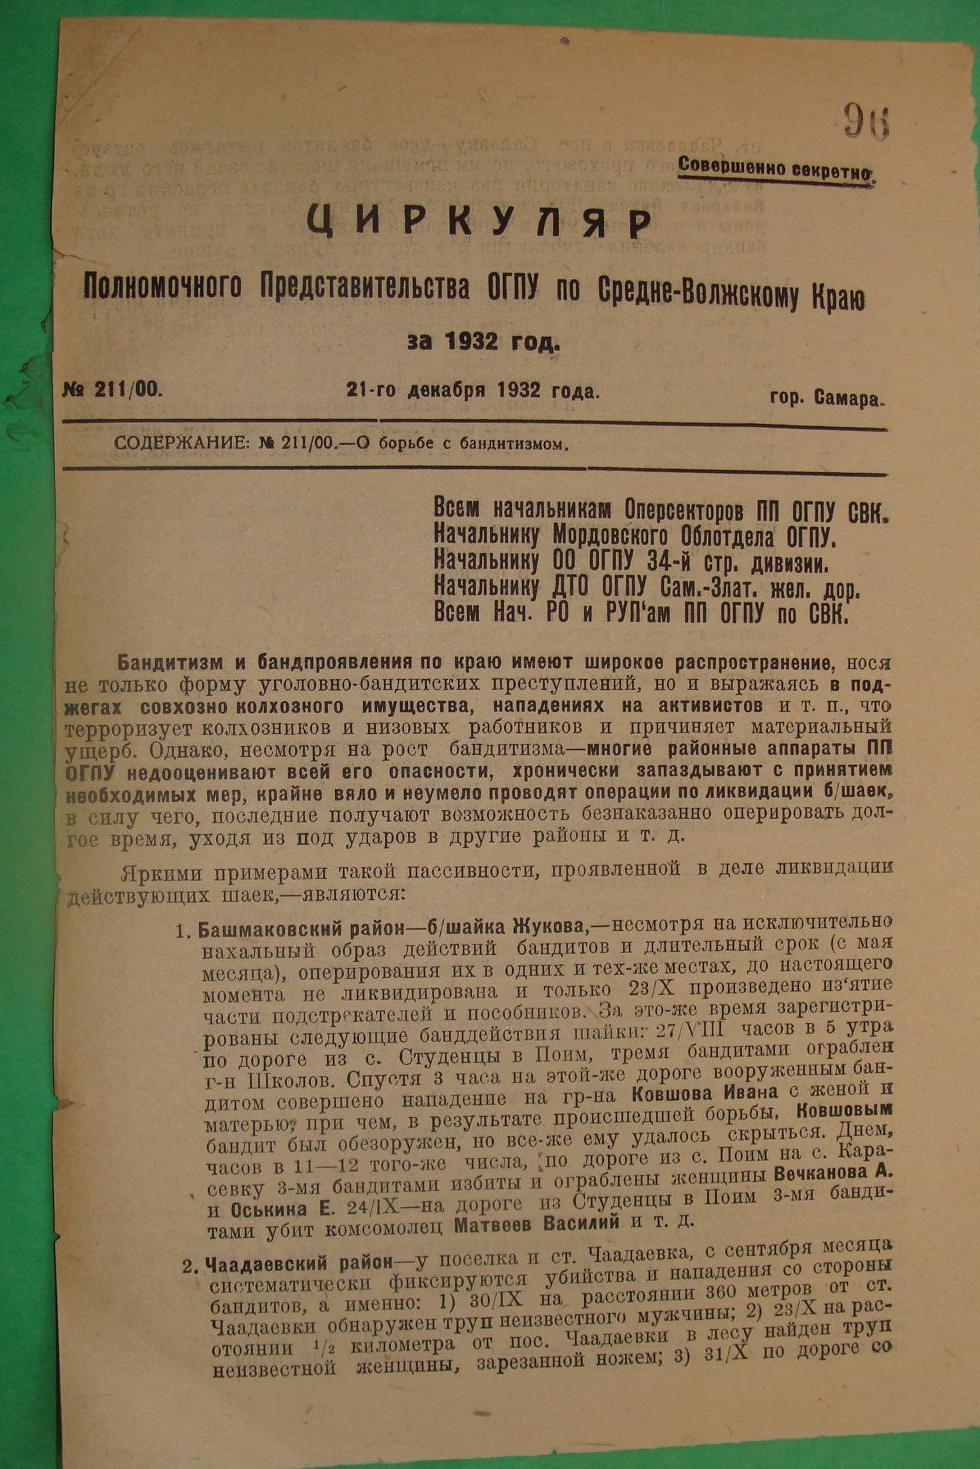 96
Совершенно секретно.
ЦИРКУЛЯР
Полномочного Представительства ОГПУ по Средне-Волжскому Краю
за 1932 год.
№ 211/00. 21-го декабря 1932 года. гор. Самара.
СОДЕРЖАНИЕ: № 211/00.—О борьбе с бандитизмом.
Всем начальникам Оперсекторов ПП ОГПУ СВК.
Начальнику Мордовского Облотдела ОГПУ.
Начальнику ОО ОГПУ 34-й стр. дивизии.
Начальнику ДТО ОГПУ Сам.-Злат. жел. дор.
Всем Нач. РО и РУП'ам ПП ОГПУ по СВК.
Бандитизм и бандпроявления по краю имеют широкое распространение, нося
не только форму уголовно-бандитских преступлений, но и выражаясь в под-
жегах совхозно колхозного имущества, нападениях на активистов и т. п., что
терроризует колхозников и низовых работников и причиняет материальный
ущерб. Однако, несмотря на рост бандитизма—многие районные аппараты ПП
ОГПУ недооценивают всей его опасности, хронически запаздывают с принятием
необходимых мер, крайне вяло и неумело проводят операции по ликвидации б/шаек,
в силу чего, последние получают возможность безнаказанно оперировать дол-
гое время, уходя из под ударов в другие районы и т. д.
Яркими примерами такой пассивности, проявленной в деле ликвидации
действующих шаек,—являются:
1. Башмаковский район—б/шайка Жукова,—несмотря на исключительно
нахальный образ действий бандитов и длительный срок (с мая
месяца), оперирования их в одних и тех-же местах, до настоящего
момента не ликвидирована и только 23/X произведено из'ятие
части подстрекателей и пособников. За это-же время зарегистри-
рованы следующие банддействия шайки: 27/VIII часов в 5 утра
по дороге из с. Студенцы в Поим, тремя бандитами ограблен
г-н Школов. Спустя 3 часа на этой-же дороге вооруженным бан-
дитом совершено нападение на гр-на Ковшова Ивана с женой и
матерью, при чем, в результате происшедшей борьбы, Ковшовым
бандит был обезоружен, но все-же ему удалось скрыться. Днем,
часов в 11—12 того-же числа, по дороге из с. Поим на с. Кара-
севку 3-мя бандитами избиты и ограблены женщины Вечканова А.
и Оськина Е. 24/IX—на дороге из Студенцы в Поим 3-мя банди-
тами убит комсомолец Матвеев Василий и т. д.
2. Чаадаевский район—у поселка и ст. Чаадаевка, с сентября месяца
систематически фиксируются убийства и нападения со стороны
бандитов, а именно: 1) 30/IX на расстоянии 360 метров от ст.
Чаадаевки обнаружен труп неизвестного мужчины; 2) 23/X на рас-
отоянии 1/2 километра от пос. Чаадаевки в лесу найден труп
неизвестной женщины, зарезанной ножем; 3) 31/X по дороге со